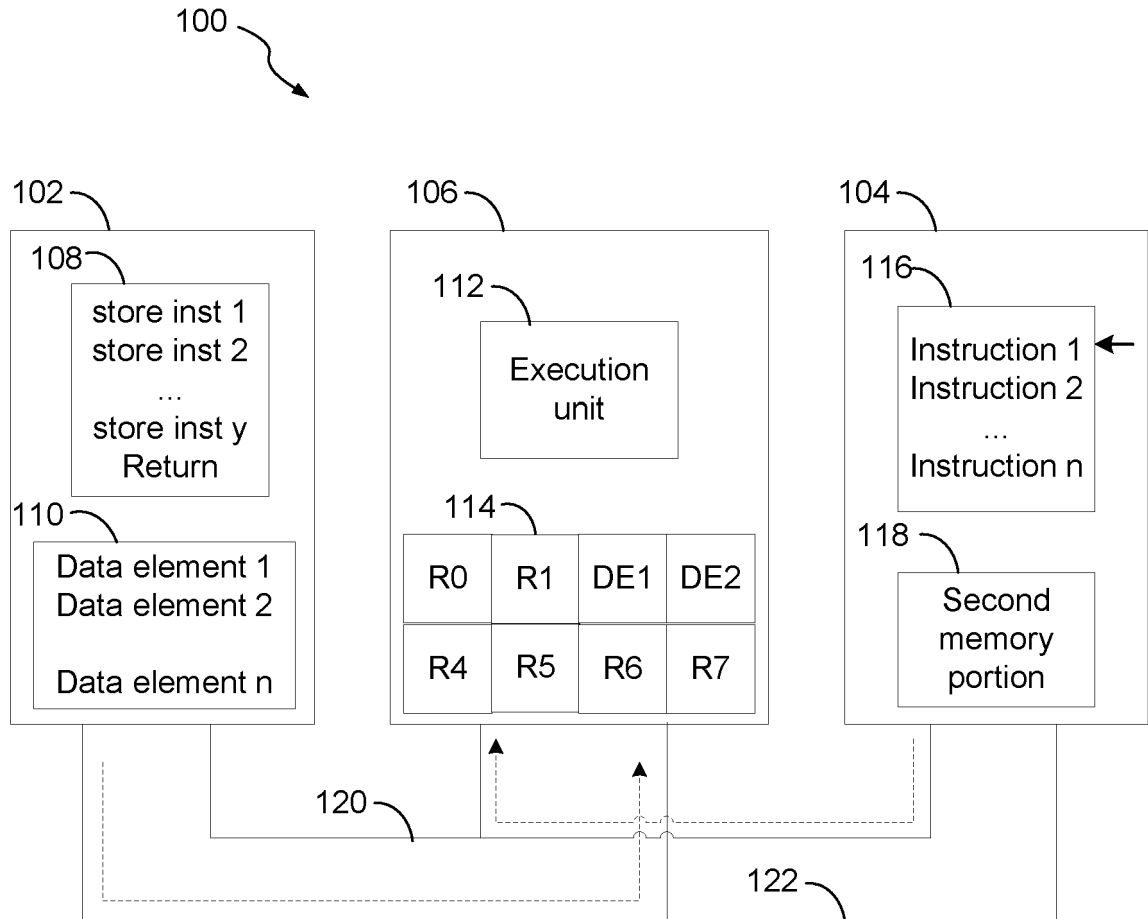 100
102
106
104
108
store inst 1
store inst 2
...
store inst y
Return
110
Data element 1
Data element 2
Data element n
112
Execution
unit
114
R0 R1 DE1 DE2
R4 R5 R6 R7
116
Instruction 1
Instruction 2
...
Instruction n
118
Second
memory
portion
120
122